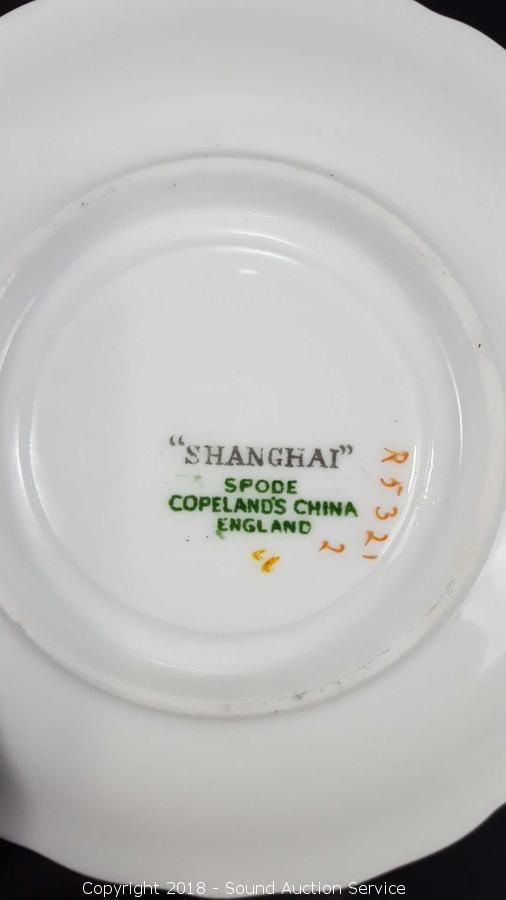 "SHANGHAI"
SPODE
COPELAND'S CHINA
ENGLAND
R5321
2
Copyright 2018 - Sound Auction Service